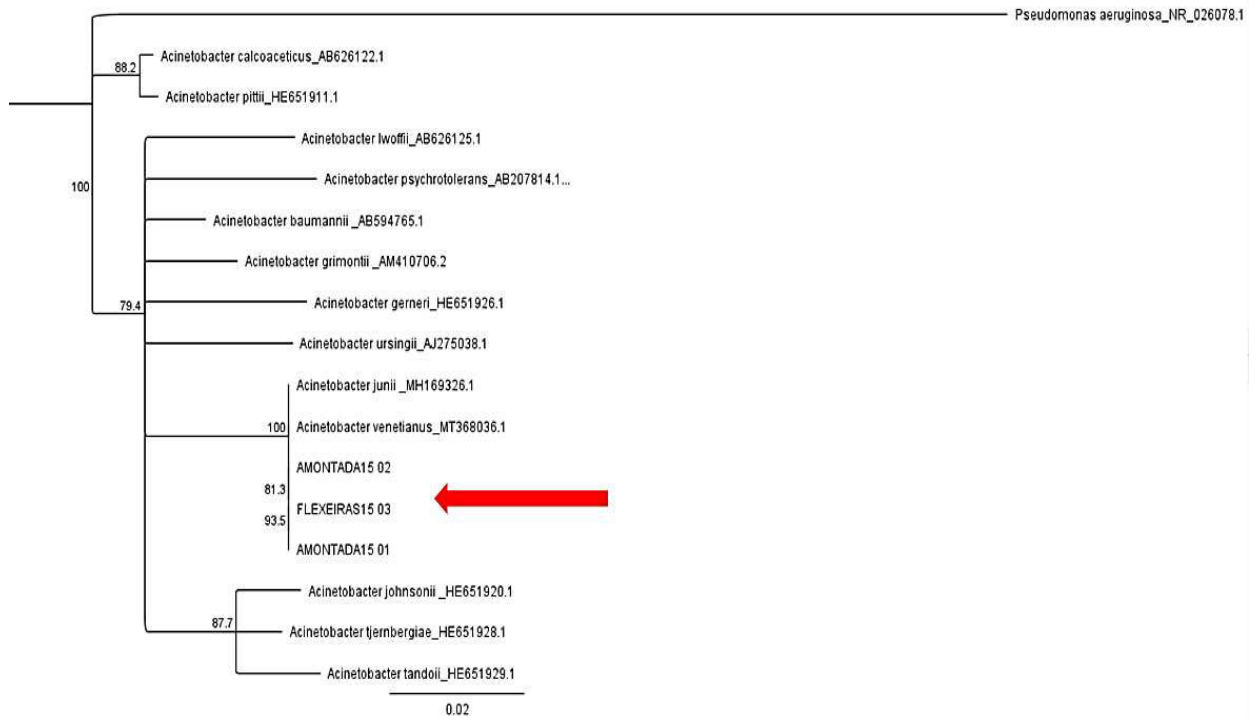 Pseudomonas aeruginosa_NR_026078.1
Acinetobacter calcoaceticus_AB626122.1
88.2
Acinetobacter pittii_HE651911.1
Acinetobacter lwoffii_AB626125.1
Acinetobacter psychrotolerans_AB207814.1...
100
Acinetobacter baumannii _AB594765.1
Acinetobacter grimontii _AM410706.2
79.4
Acinetobacter gerneri_HE651926.1
Acinetobacter ursingii_AJ275038.1
Acinetobacter junii _MH169326.1
100
Acinetobacter venetianus_MT368036.1
AMONTADA15 02
81.3
FLEXEIRAS15 03
93.5
AMONTADA15 01
Acinetobacter johnsonii _HE651920.1
87.7
Acinetobacter tjernbergiae_HE651928.1
Acinetobacter tandoii_HE651929.1
0.02